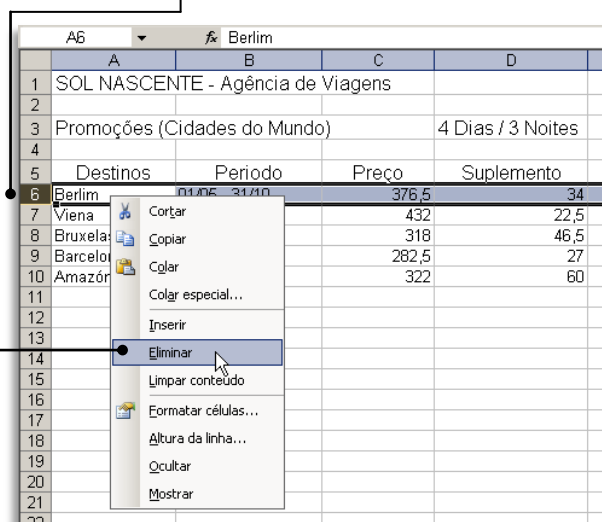 A6 fx Berlim
A B C D
1 SOL NASCENTE - Agência de Viagens
2
3 Promoções (Cidades do Mundo) 4 Dias / 3 Noites
4
5 Destinos Periodo Preço Suplemento
6 Berlim 01/05 31/10 376,5 34
7 Viena 432 22,5
8 Bruxelas 318 46,5
9 282,5 27
10 322 60
11
12
13
14
15
16
17
18
19
20
21
Cortar
Copiar
Colar
Colar especial...
Inserir
Eliminar
Limpar conteúdo
Formatar células...
Altura da linha...
Ocultar
Mostrar